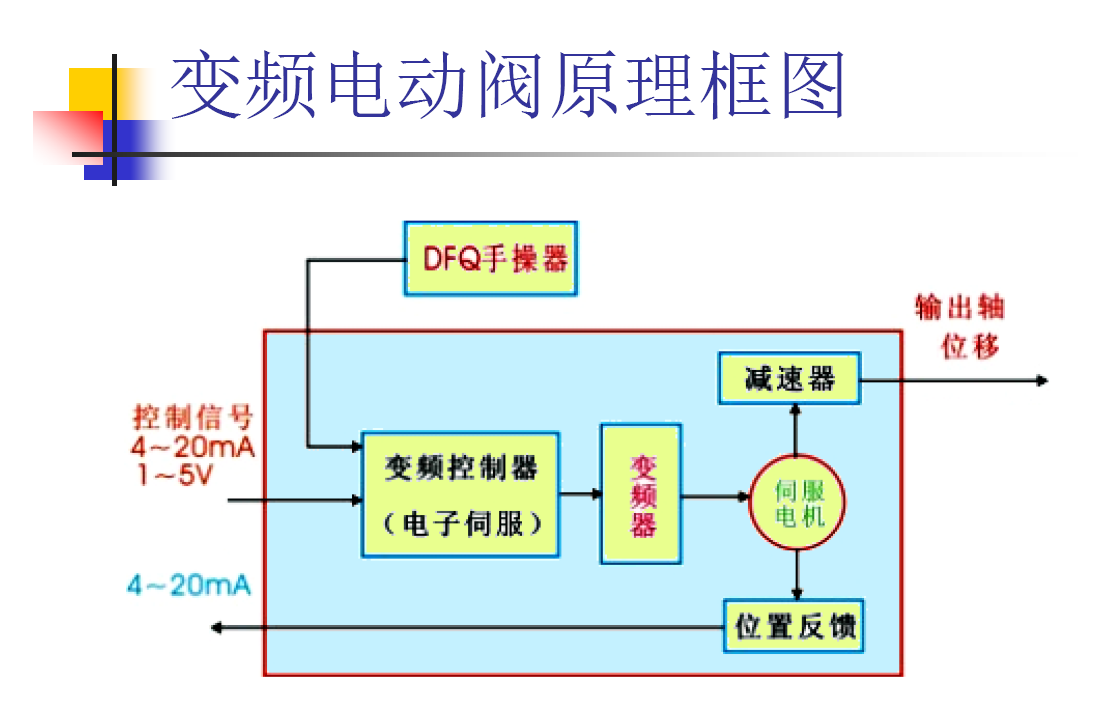 变频电动阀原理框图
DFQ手操器
输出轴
位移
减速器
控制信号
4～20mA
1～5V
变频控制器
（电子伺服）
变
频
器
伺服
电机
4～20mA
位置反馈